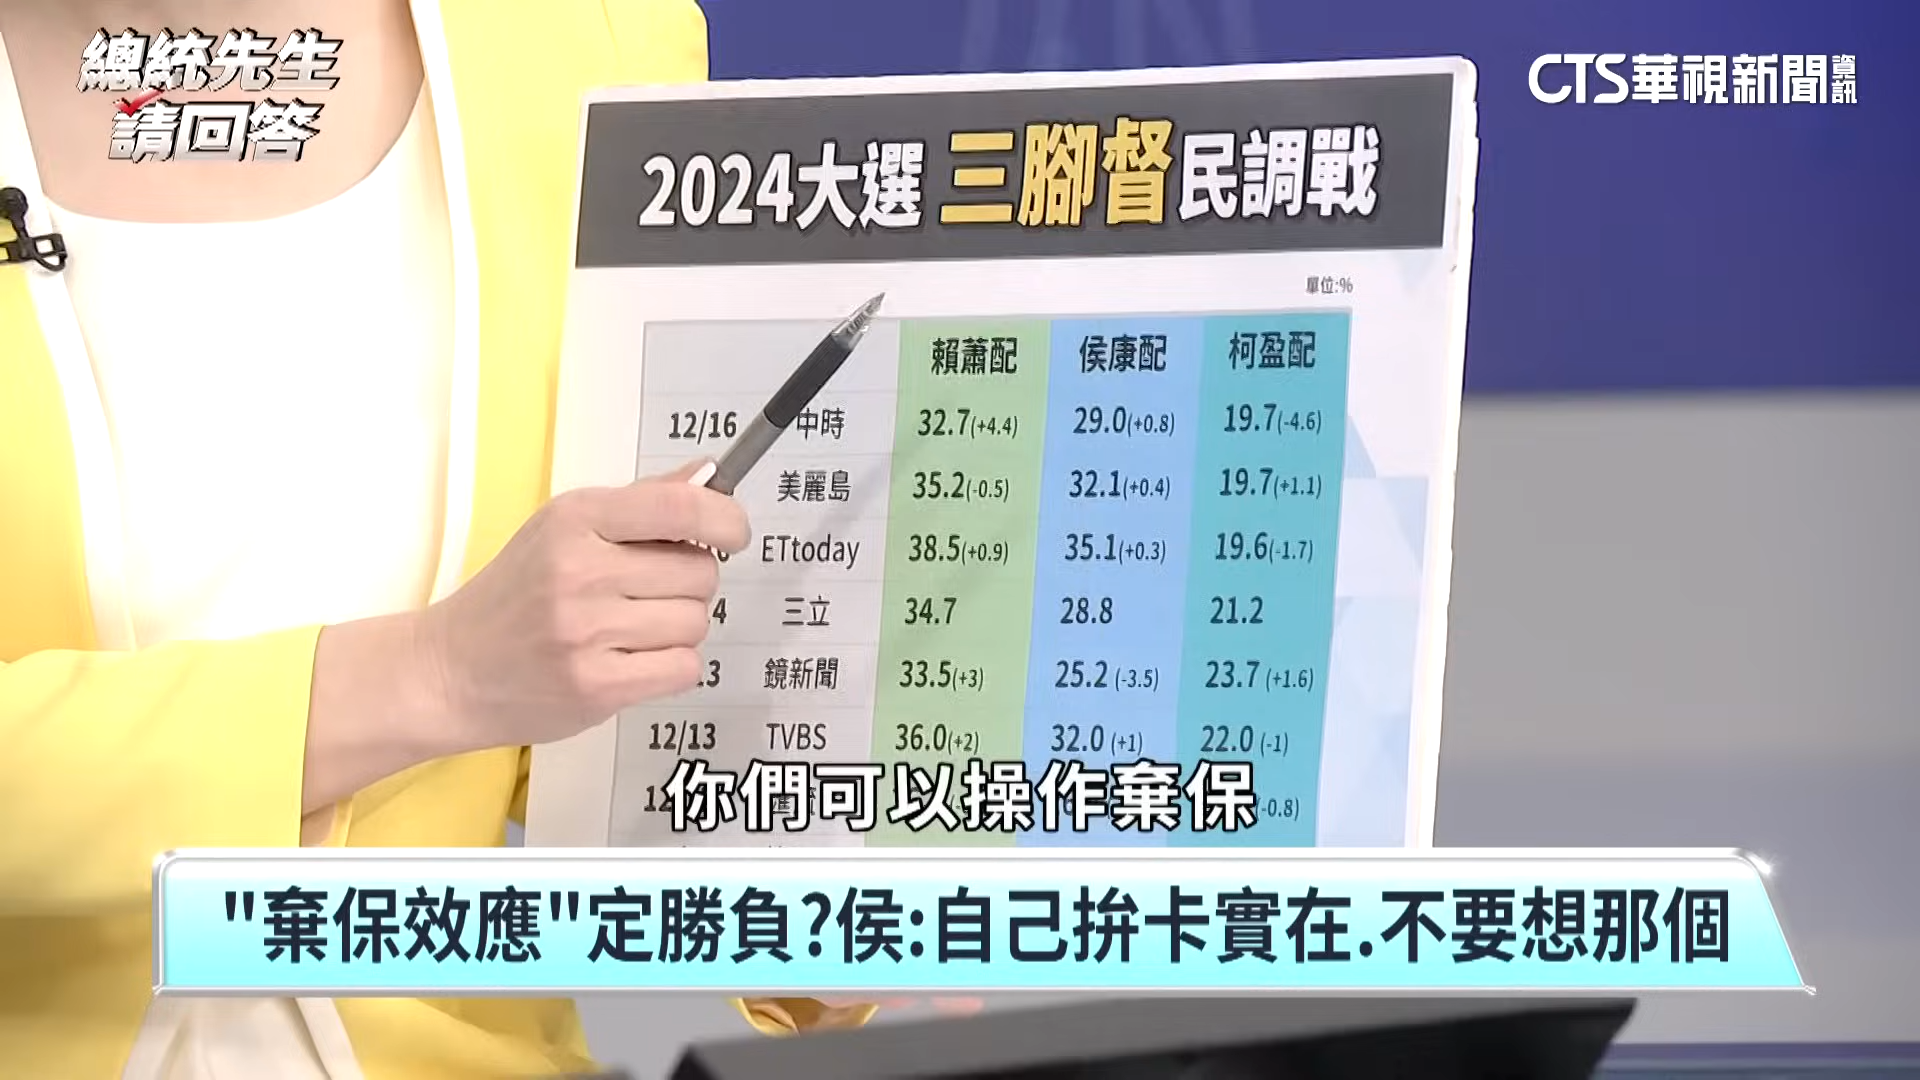 總統先生
請回答
CTS華視新聞資訊
2024大選 三腳督民調戰
單位:%
賴蕭配 侯康配 柯盈配
12/16 中時 32.7(+4.4) 29.0(+0.8) 19.7(-4.6)
美麗島 35.2(-0.5) 32.1(+0.4) 19.7(+1.1)
ETtoday 38.5(+0.9) 35.1(+0.3) 19.6(-1.7)
4 三立 34.7 28.8 21.2
.3 鏡新聞 33.5(+3) 25.2 (-3.5) 23.7 (+1.6)
12/13 TVBS 36.0(+2) 32.0 (+1) 22.0 (-1)
12 (-0.8)
你們可以操作棄保
"棄保效應"定勝負?侯:自己拚卡實在.不要想那個